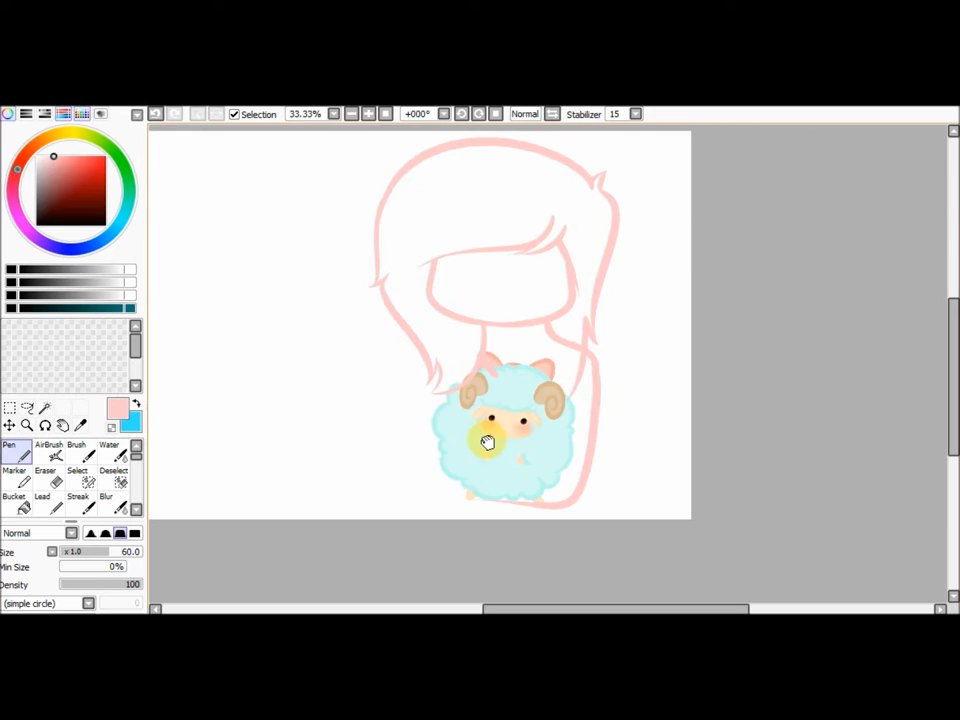 Selection 33.33% +000° Normal Stabilizer 15
Pen AirBrush Brush Water
Marker Eraser Select Deselect
Bucket Lead Streak Blur
Normal
Size x 1.0 60.0
Min Size 0%
Density 100
(simple circle) 0